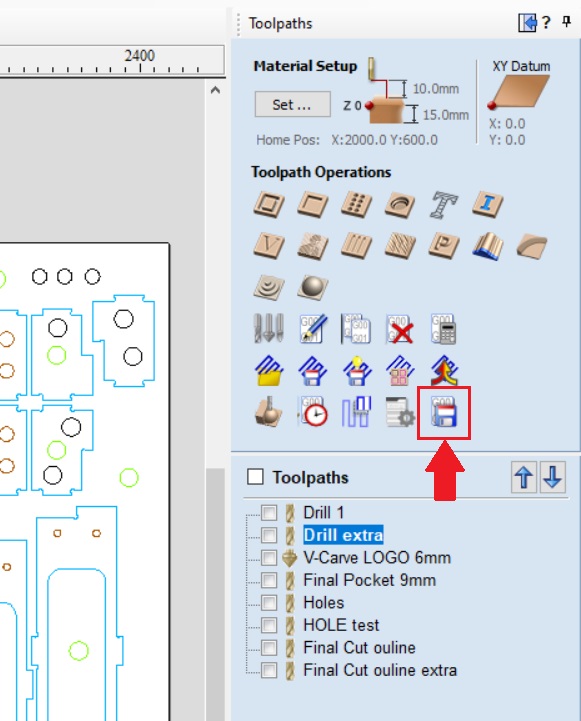 Toolpaths
?
2400
Material Setup
XY Datum
10.0mm
Set ...
Z 0
15.0mm
X: 0.0
Home Pos: X:2000.0 Y:600.0
Y: 0.0
Toolpath Operations
Toolpaths
Drill 1
Drill extra
V-Carve LOGO 6mm
Final Pocket 9mm
Holes
HOLE test
Final Cut ouline
Final Cut ouline extra